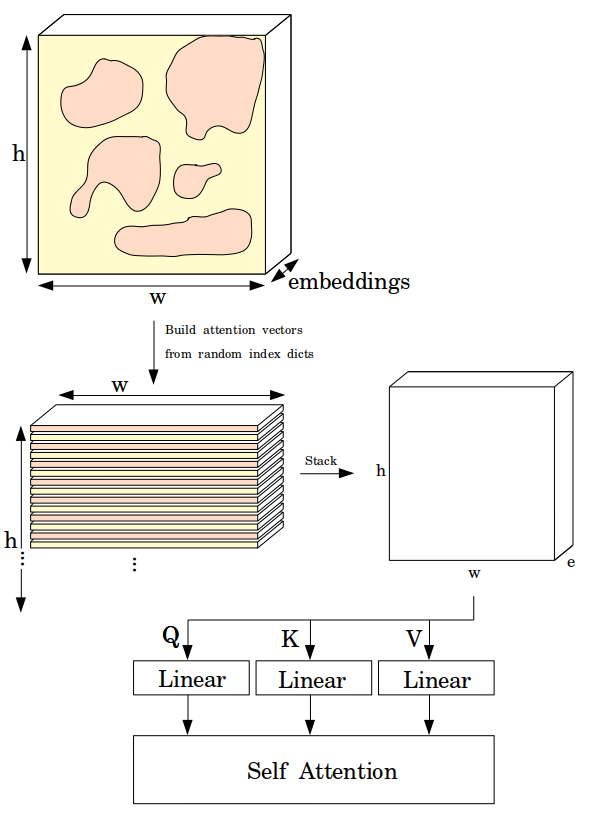 h
embeddings
w
Build attention vectors
from random index dicts
w
Stack
h
h
⋮
⋮
e
w
Q
K
V
Linear
Linear
Linear
Self Attention